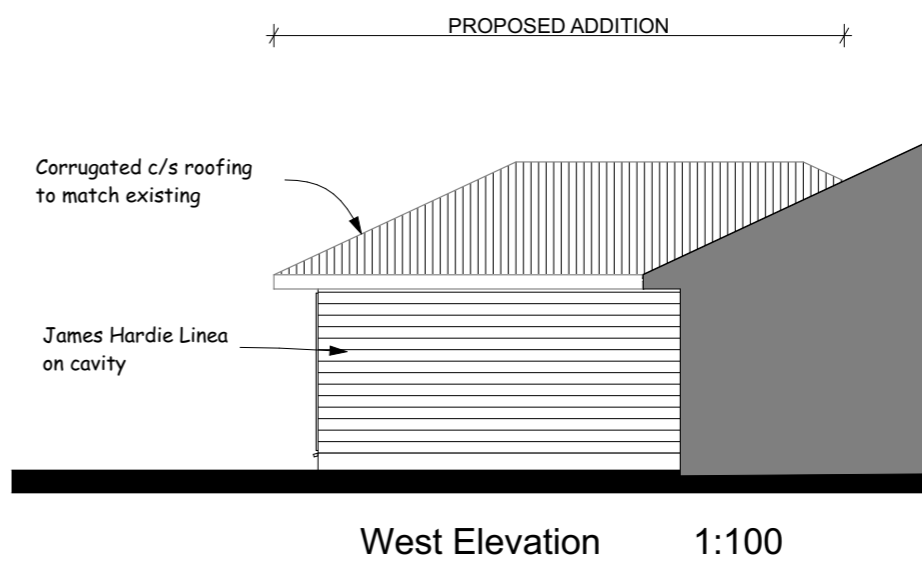 PROPOSED ADDITION
Corrugated c/s roofing
to match existing
James Hardie Linea
on cavity
West Elevation 1:100